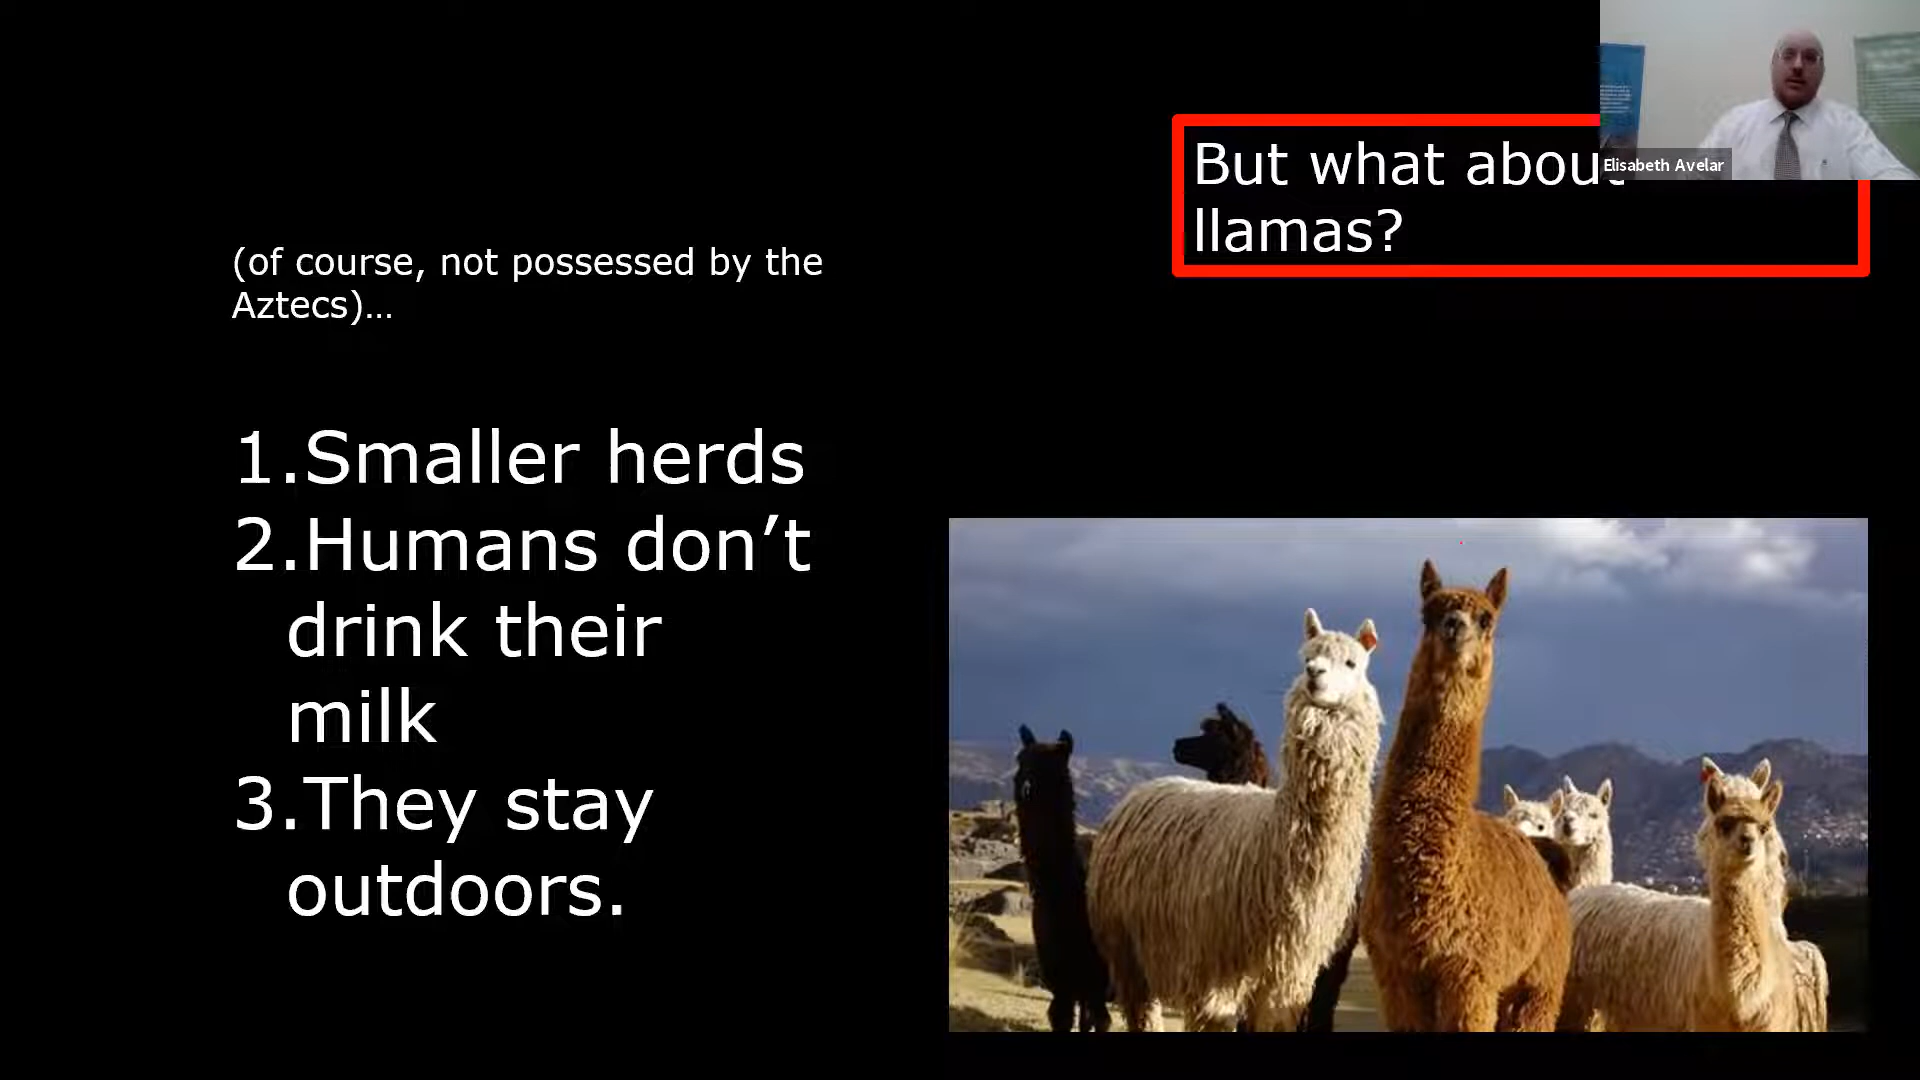 But what about
llamas?
Elisabeth Avelar
(of course, not possessed by the
Aztecs)…
1.Smaller herds
2.Humans don’t
drink their
milk
3.They stay
outdoors.